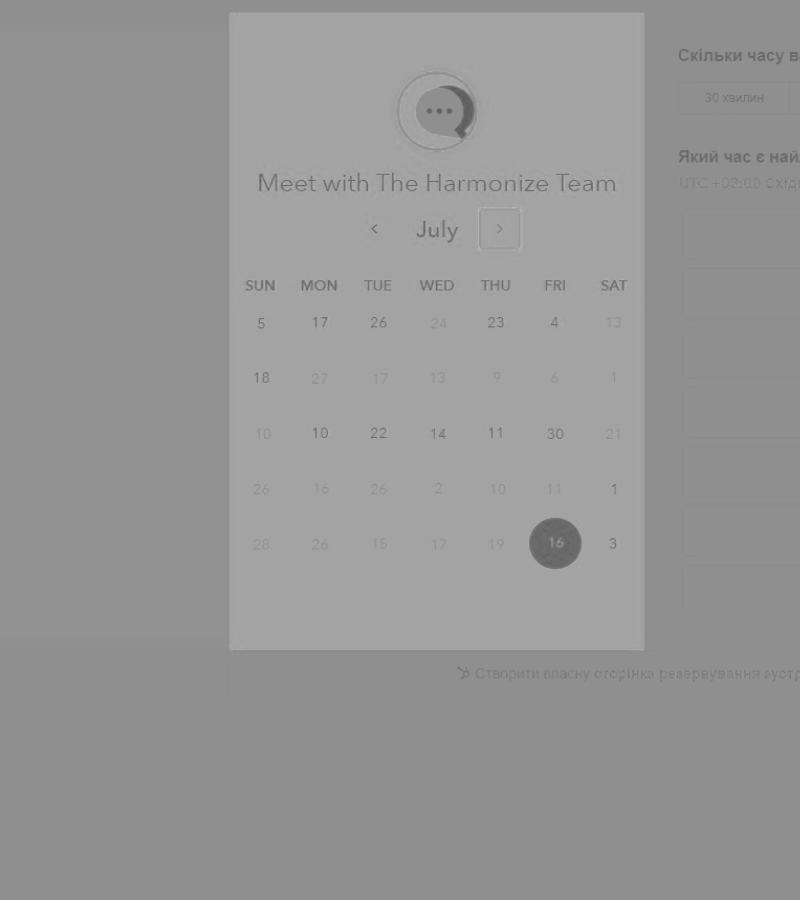 Meet with The Harmonize Team
July
SUN MON TUE WED THU FRI SAT
5 17 26 24 23 4 13
18 27 17 13 9 6 1
10 10 22 14 11 30 21
26 16 26 2 10 11 1
28 26 15 17 19 16 3
Скільки часу в
30 хвилин
Який час є най
UTC +03:00
Створити власну сторінка резервування